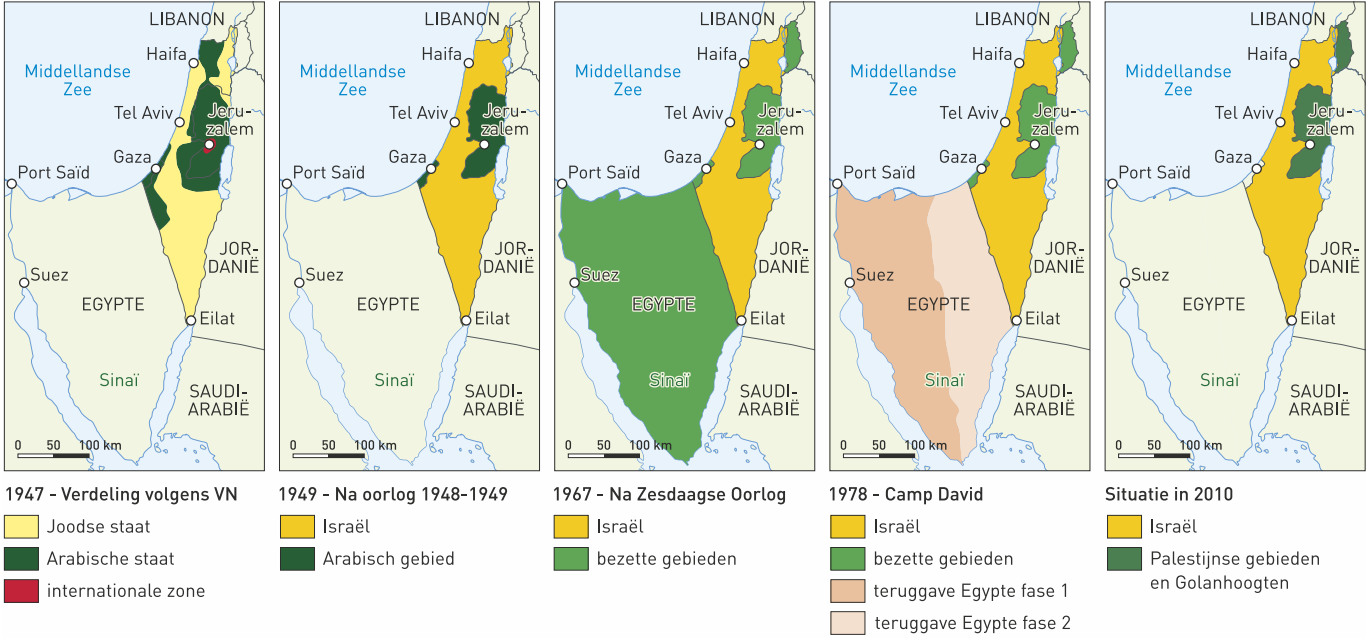 LIBANON
Haifa
Middellandse
Zee
Tel Aviv
Jeru-
zalem
Gaza
Port Saïd
JOR-
DANIË
Suez
EGYPTE
Eilat
Sinaï
SAUDI-
ARABIË
0 50 100 km
1947 - Verdeling volgens VN
Joodse staat
Arabische staat
internationale zone
LIBANON
Haifa
Middellandse
Zee
Tel Aviv
Jeru-
zalem
Gaza
Port Saïd
JOR-
DANIË
Suez
EGYPTE
Eilat
Sinaï
SAUDI-
ARABIË
0 50 100 km
1949 - Na oorlog 1948-1949
Israël
Arabisch gebied
LIBANON
Haifa
Middellandse
Zee
Tel Aviv
Jeru-
zalem
Gaza
Port Saïd
JOR-
DANIË
Suez
EGYPTE
Eilat
Sinaï
SAUDI-
ARABIË
0 50 100 km
1967 - Na Zesdaagse Oorlog
Israël
bezette gebieden
LIBANON
Haifa
Middellandse
Zee
Tel Aviv
Jeru-
zalem
Gaza
Port Saïd
JOR-
DANIË
Suez
EGYPTE
Eilat
Sinaï
SAUDI-
ARABIË
0 50 100 km
1978 - Camp David
Israël
bezette gebieden
teruggave Egypte fase 1
teruggave Egypte fase 2
LIBANON
Haifa
Middellandse
Zee
Tel Aviv
Jeru-
zalem
Gaza
Port Saïd
JOR-
DANIË
Suez
EGYPTE
Eilat
Sinaï
SAUDI-
ARABIË
0 50 100 km
Situatie in 2010
Israël
Palestijnse gebieden
en Golanhoogten